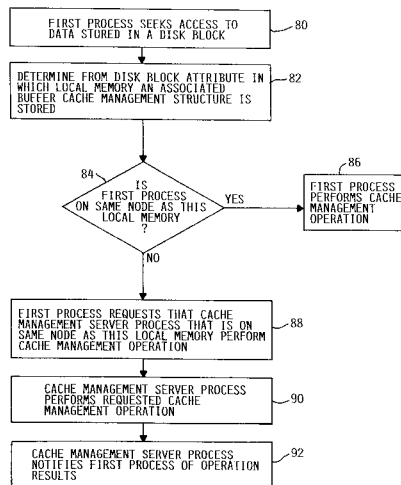 FIRST PROCESS SEEKS ACCESS TO
DATA STORED IN A DISK BLOCK
80
DETERMINE FROM DISK BLOCK ATTRIBUTE IN
WHICH LOCAL MEMORY AN ASSOCIATED
BUFFER CACHE MANAGEMENT STRUCTURE IS
STORED
82
84
IS
FIRST PROCESS
ON SAME NODE AS THIS
LOCAL MEMORY
?
YES
NO
86
FIRST PROCESS
PERFORMS CACHE
MANAGEMENT
OPERATION
FIRST PROCESS REQUESTS THAT CACHE
MANAGEMENT SERVER PROCESS THAT IS ON
SAME NODE AS THIS LOCAL MEMORY PERFORM
CACHE MANAGEMENT OPERATION
88
CACHE MANAGEMENT SERVER PROCESS
PERFORMS REQUESTED CACHE
MANAGEMENT OPERATION
90
CACHE MANAGEMENT SERVER PROCESS
NOTIFIES FIRST PROCESS OF OPERATION
RESULTS
92